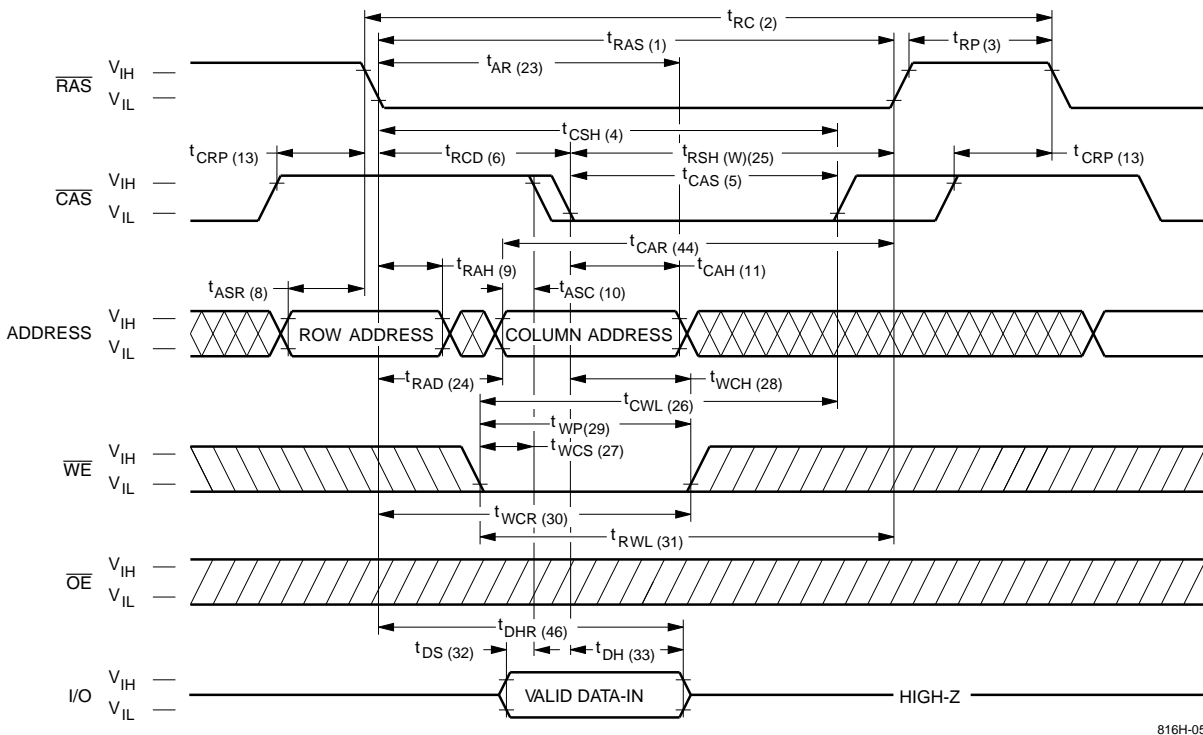 tRC (2)
tRAS (1)
tRP (3)
tAR (23)
RAS
VIH
VIL
tCSH (4)
tCRP (13)
tRCD (6)
tRSH (W)(25)
tCRP (13)
tCAS (5)
CAS
VIH
VIL
tCAR (44)
tRAH (9)
tCAH (11)
tASR (8)
tASC (10)
ADDRESS
VIH
VIL
ROW ADDRESS
COLUMN ADDRESS
tRAD (24)
tWCH (28)
tCWL (26)
tWP(29)
tWCS (27)
WE
VIH
VIL
tWCR (30)
tRWL (31)
OE
VIH
VIL
tDHR (46)
tDS (32)
tDH (33)
I/O
VIH
VIL
VALID DATA-IN
HIGH-Z
816H-05